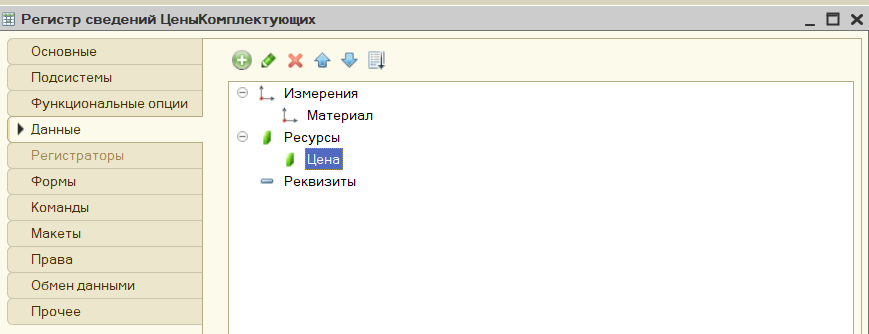 Регистр сведений ЦеныКомплектующих
Основные
Подсистемы
Функциональные опции
Данные
Регистраторы
Формы
Команды
Макеты
Права
Обмен данными
Прочее
Измерения
Материал
Ресурсы
Цена
Реквизиты